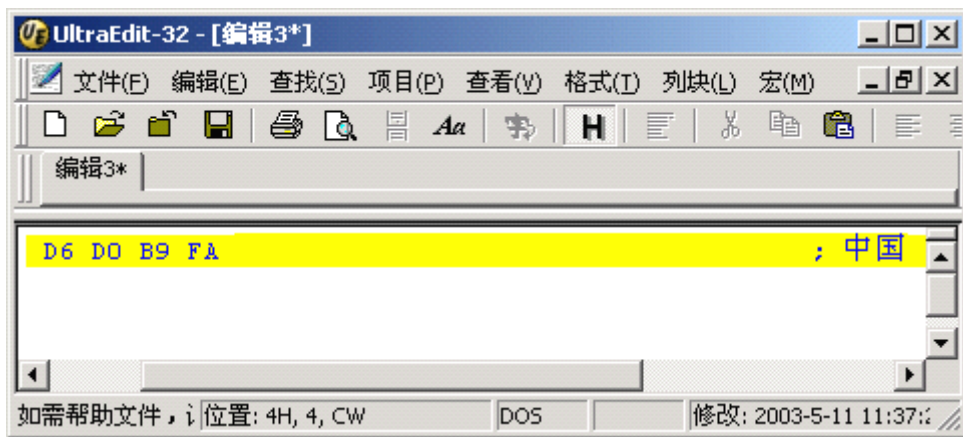 UltraEdit-32 - [编辑3*]
文件(F) 编辑(E) 查找(S) 项目(P) 查看(V) 格式(T) 列块(L) 宏(M)
Aa H
编辑3*
D6 D0 B9 FA ; 中国
如需帮助文件， 位置: 4H, 4, CW DOS 修改: 2003-5-11 11:37: